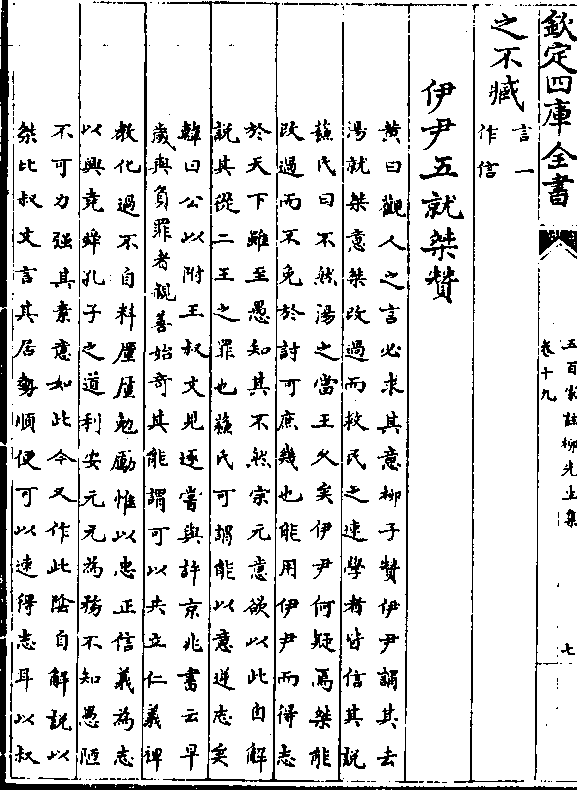 欽定四庫全書
五百家註柳先生集
卷十九
七
之不臧言一作信
伊尹五就桀贊
黄曰觀人之言必求其意柳子贊伊尹謂其去
湯就桀意桀改過而救民之速學者皆信其說
蘇氏曰不然湯之當王久矣伊尹何疑焉桀能
改過而不免於討可庶幾也能用伊尹而得志
於天下雖至愚知其不然宗元意欲以此自解
說其從二王之罪也蘇氏可謂能以意逆志矣
韓曰公以附王叔文見逐嘗與許京兆書云早
歲與負罪者親善始竒其能謂可以共立仁義禆
教化過不自料懃懃勉勵惟以忠正信義為志
以興堯舜孔子之道利安元元為務不知愚陋
不可力强其素意如此今又作此隂自解說以
桀比叔文言其居勢順便可以速得志耳以叔